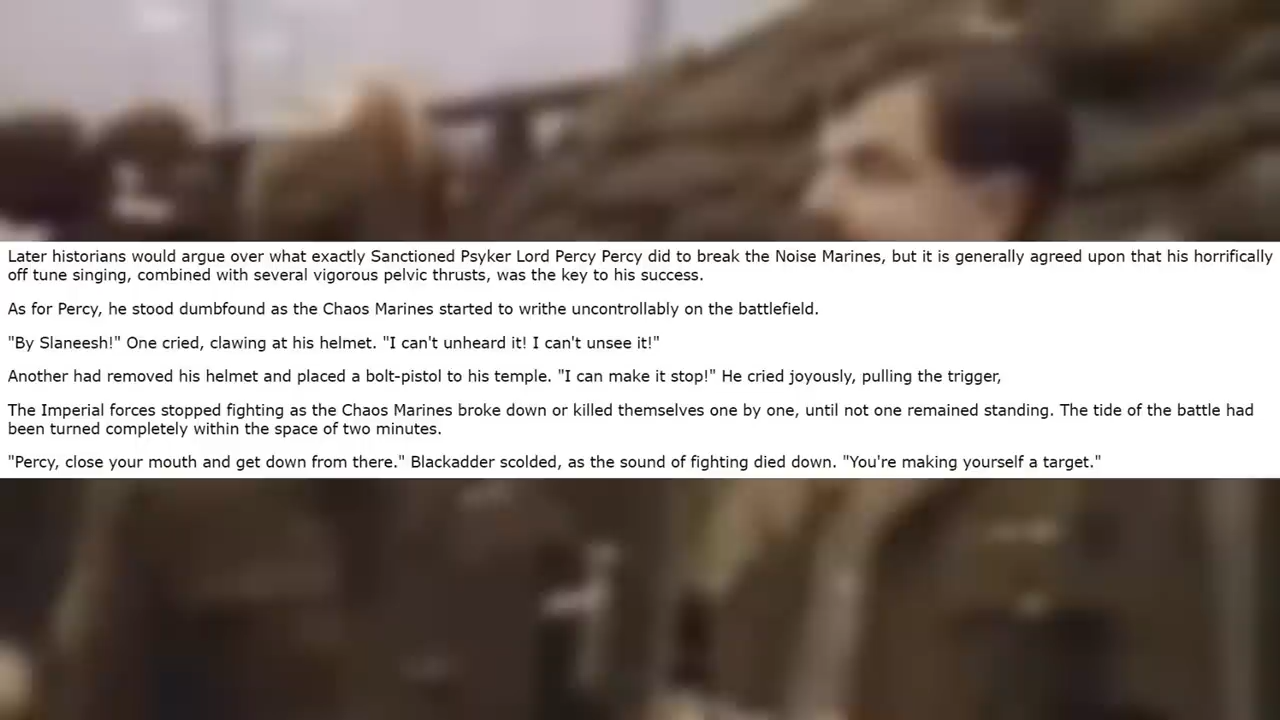 Later historians would argue over what exactly Sanctioned Psyker Lord Percy Percy did to break the Noise Marines, but it is generally agreed upon that his horrifically
off tune singing, combined with several vigorous pelvic thrusts, was the key to his success.
As for Percy, he stood dumbfound as the Chaos Marines started to writhe uncontrollably on the battlefield.
"By Slaneesh!" One cried, clawing at his helmet. "I can't unheard it! I can't unsee it!"
Another had removed his helmet and placed a bolt-pistol to his temple. "I can make it stop!" He cried joyously, pulling the trigger,
The Imperial forces stopped fighting as the Chaos Marines broke down or killed themselves one by one, until not one remained standing. The tide of the battle had
been turned completely within the space of two minutes.
"Percy, close your mouth and get down from there." Blackadder scolded, as the sound of fighting died down. "You're making yourself a target."